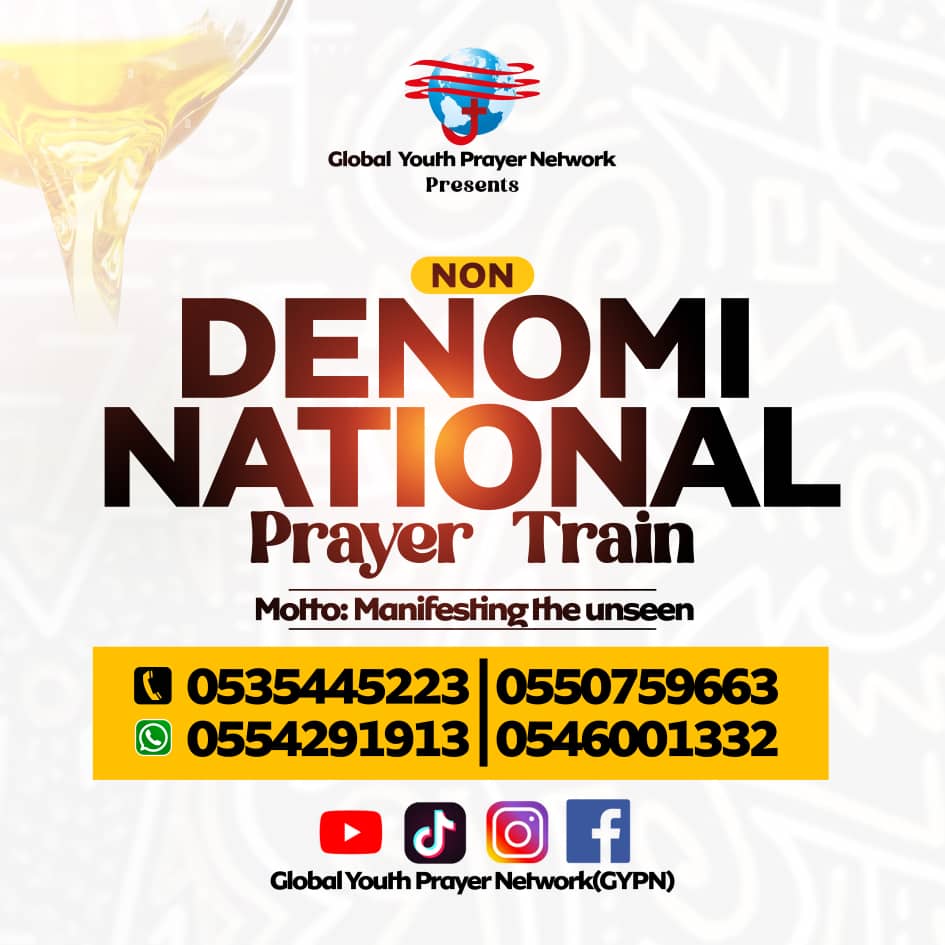 Global Youth Prayer Network
Presents
NON
DENOMI
NATIONAL
Prayer Train
Motto: Manifesting the unseen
0535445223 | 0550759663
0554291913 | 0546001332
Global Youth Prayer Network(GYPN)